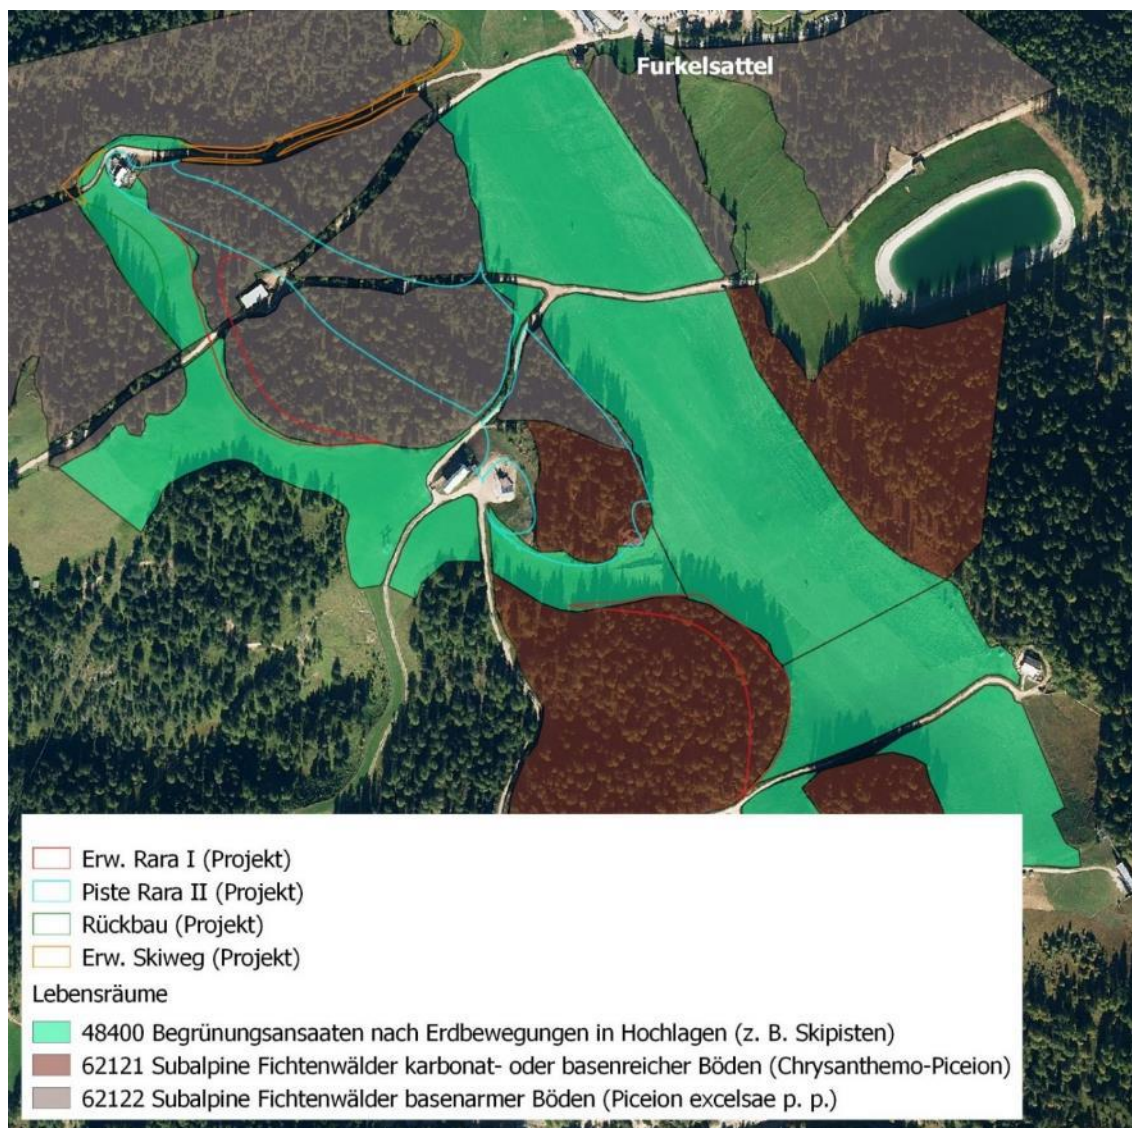 Furkelsattel
Erw. Rara I (Projekt)
Piste Rara II (Projekt)
Rückbau (Projekt)
Erw. Skiweg (Projekt)
Lebensräume
48400 Begrünungsansaaten nach Erdbewegungen in Hochlagen (z. B. Skipisten)
62121 Subalpine Fichtenwälder karbonat- oder basenreicher Böden (Chrysanthemo-Piceion)
62122 Subalpine Fichtenwälder basenarmer Böden (Piceion excelsae p. p.)